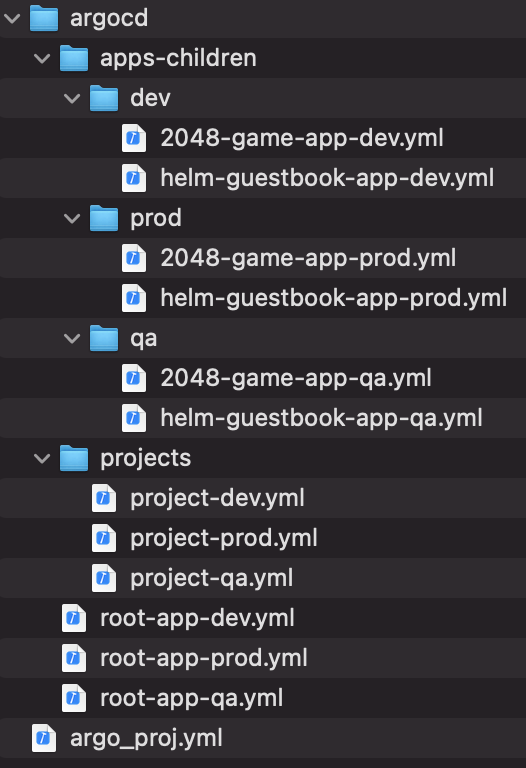 argocd
apps-children
dev
2048-game-app-dev.yml
helm-guestbook-app-dev.yml
prod
2048-game-app-prod.yml
helm-guestbook-app-prod.yml
qa
2048-game-app-qa.yml
helm-guestbook-app-qa.yml
projects
project-dev.yml
project-prod.yml
project-qa.yml
root-app-dev.yml
root-app-prod.yml
root-app-qa.yml
argo_proj.yml